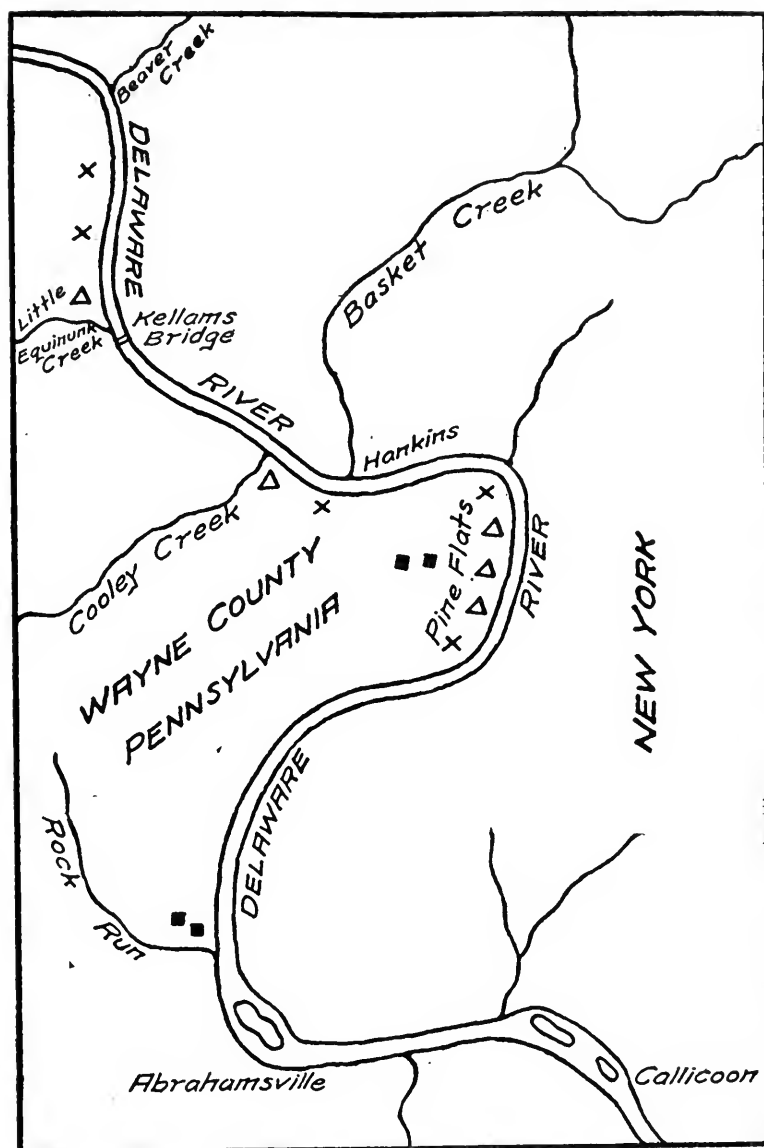 Beaver
Creek
DELAWARE
Little
Equinunk
Creek
Kellams
Bridge
RIVER
Basket Creek
Hankins
Cooley Creek
Pine Flats
RIVER
WAYNE COUNTY
PENNSYLVANIA
NEW YORK
DELAWARE
Rock
Run
Abrahamsville
Callicoon